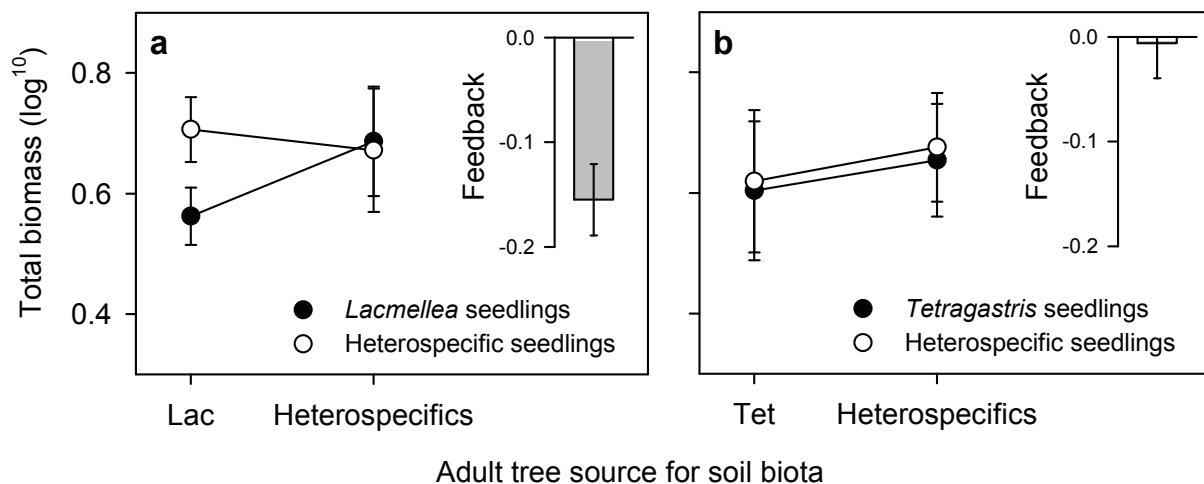 a
b
0.8
0.6
0.4
Total biomass (log10)
0.0
-0.1
-0.2
Feedback
Lacmellea seedlings
Heterospecific seedlings
Lac
Heterospecifics
0.0
-0.1
-0.2
Feedback
Tetragastris seedlings
Heterospecific seedlings
Tet
Heterospecifics
Adult tree source for soil biota